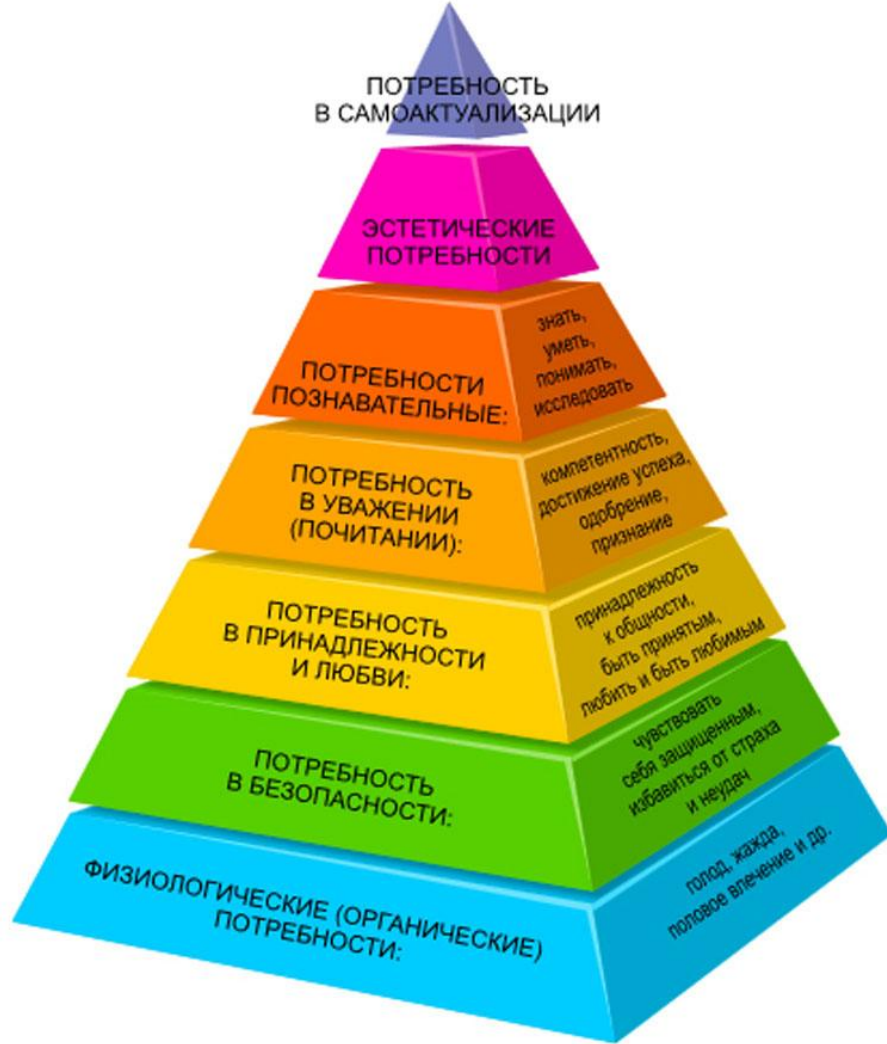 ПОТРЕБНОСТЬ
В САМОАКТУАЛИЗАЦИИ
ЭСТЕТИЧЕСКИЕ
ПОТРЕБНОСТИ
ПОТРЕБНОСТИ
ПОЗНАВАТЕЛЬНЫЕ:
знать,
уметь,
понимать,
исследовать
ПОТРЕБНОСТЬ
В УВАЖЕНИИ
(ПОЧИТАНИИ):
компетентность,
достижение успеха,
одобрение,
признание
ПОТРЕБНОСТЬ
В ПРИНАДЛЕЖНОСТИ
И ЛЮБВИ:
принадлежность
к общности,
быть принятым,
любить и быть любимым
ПОТРЕБНОСТЬ
В БЕЗОПАСНОСТИ:
чувствовать
себя защищенным,
избавиться от страха
и неудач
ФИЗИОЛОГИЧЕСКИЕ (ОРГАНИЧЕСКИЕ)
ПОТРЕБНОСТИ:
голод, жажда,
половое влечение и др.